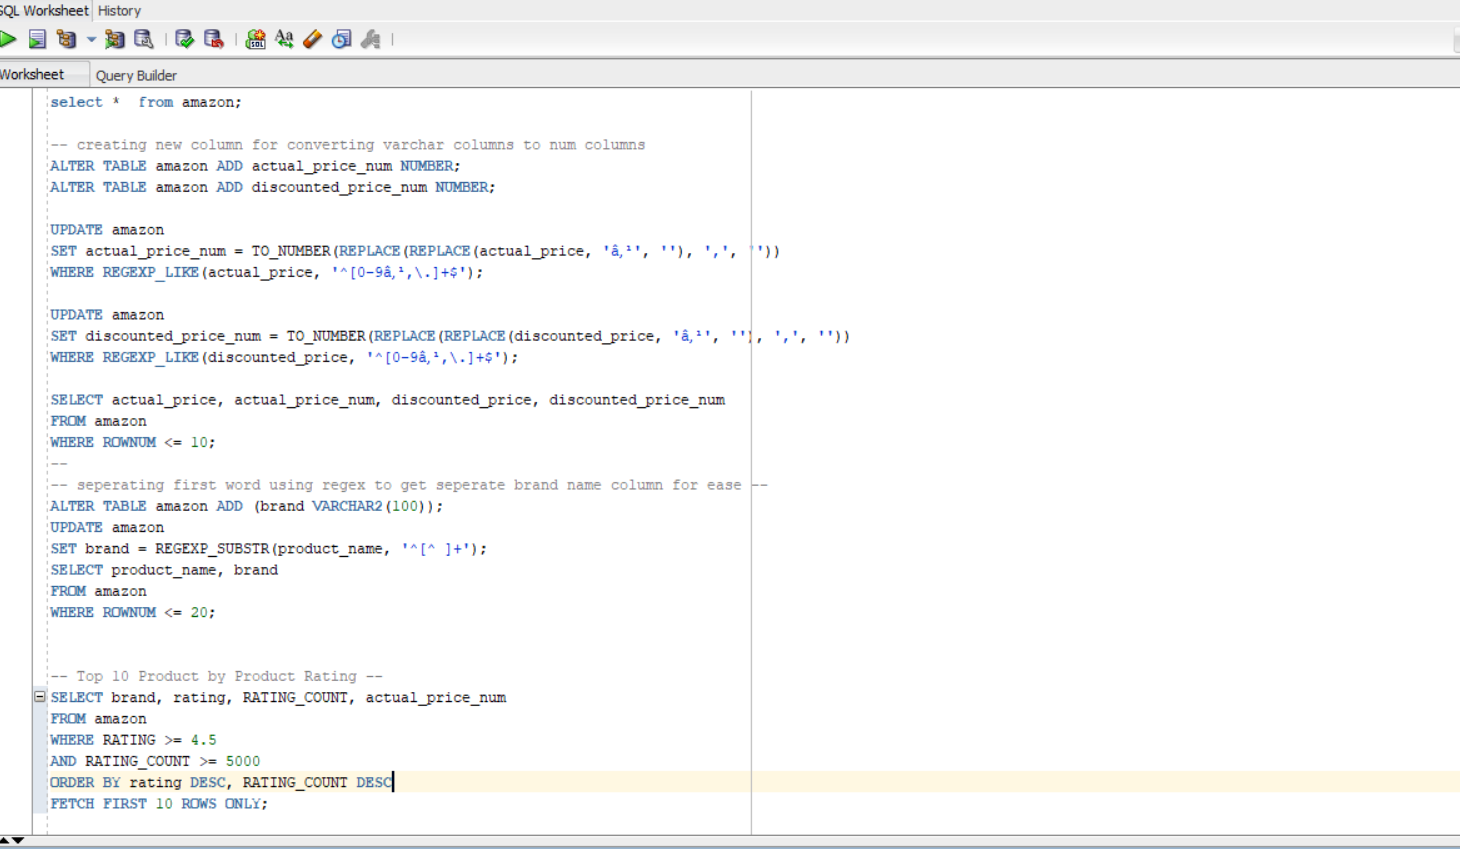 SQL Worksheet History
Worksheet Query Builder
select *  from amazon;
-- creating new column for converting varchar columns to num columns
ALTER TABLE amazon ADD actual_price_num NUMBER;
ALTER TABLE amazon ADD discounted_price_num NUMBER;
UPDATE amazon
SET actual_price_num = TO_NUMBER(REPLACE(REPLACE(actual_price, 'â‚¹', ''), ',', ''))
WHERE REGEXP_LIKE(actual_price, '^[0-9â‚¹,\.]+$');
UPDATE amazon
SET discounted_price_num = TO_NUMBER(REPLACE(REPLACE(discounted_price, 'â‚¹', ''), ',', ''))
WHERE REGEXP_LIKE(discounted_price, '^[0-9â‚¹,\.]+$');
SELECT actual_price, actual_price_num, discounted_price, discounted_price_num
FROM amazon
WHERE ROWNUM <= 10;
--
-- seperating first word using regex to get seperate brand name column for ease --
ALTER TABLE amazon ADD (brand VARCHAR2(100));
UPDATE amazon
SET brand = REGEXP_SUBSTR(product_name, '^[^ ]+');
SELECT product_name, brand
FROM amazon
WHERE ROWNUM <= 20;
-- Top 10 Product by Product Rating --
SELECT brand, rating, RATING_COUNT, actual_price_num
FROM amazon
WHERE RATING >= 4.5
AND RATING_COUNT >= 5000
ORDER BY rating DESC, RATING_COUNT DESC
FETCH FIRST 10 ROWS ONLY;